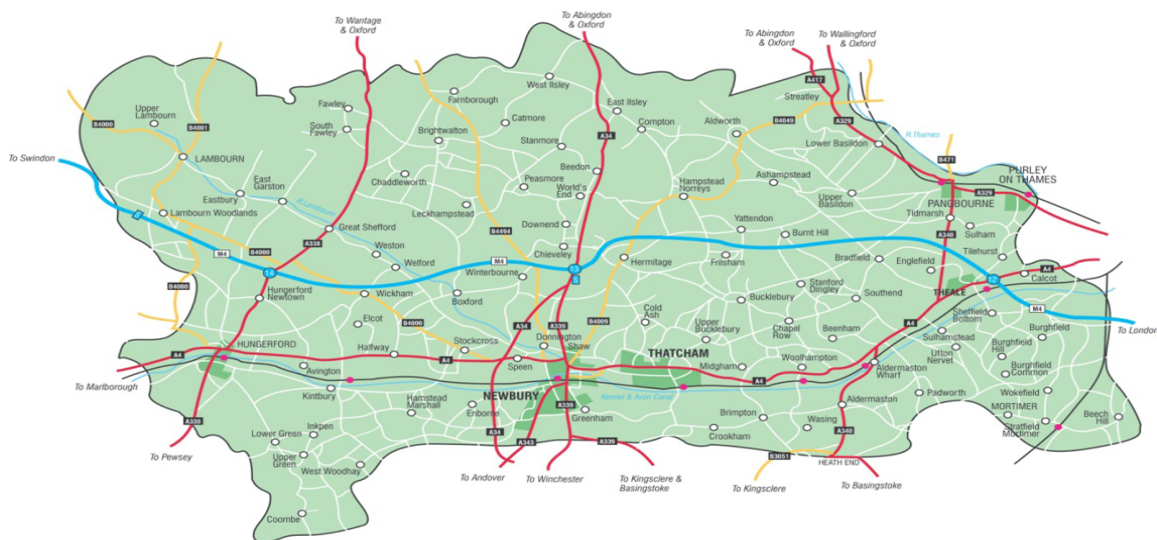 To Wantage
& Oxford
To Abingdon
& Oxford
To Abingdon
& Oxford
To Wallingford
& Oxford
A417
Streatley
West Ilsley
Farnborough
Fawley
Upper
Lambourn
B4000
B4001
South
Fawley
Brightwalton
Catmore
East Ilsley
Compton
Aldworth
B4049
A329
R.Thames
A34
Stanmore
Lower Basildon
To Swindon
LAMBOURN
B471
PURLEY
ON THAMES
East
Garston
Chaddleworth
Beedon
Peasmore
World's
End
Hampstead
Norreys
Ashampstead
Upper
Basildon
A329
PANGBOURNE
Eastbury
R.Lambourn
Leckhampstead
Lambourn Woodlands
Tidmarsh
Great Shefford
B4494
Downend
Yattendon
Burnt Hill
A340
Sulham
A338
Weston
Chieveley
Tilehurst
B4000
M4
M4
Welford
Winterbourne
13
Hermitage
Frilsham
Bradfield
Englefield
A4
14
12
Calcot
B4000
Hungerford
Newtown
Wickham
Boxford
Bucklebury
Stanford
Dingley
Southend
THEALE
M4
Elcot
B4000
A34
A339
B4009
Cold
Ash
Upper
Bucklebury
Chapel
Row
Beenham
A4
Sheffield
Bottom
To London
HUNGERFORD
Halfway
Stockcross
Donnington
Shaw
Sulhamstead
Burghfield
A4
A4
Speen
THATCHAM
Midgham
Woolhampton
Ufton
Nervet
Burghfield
Hill
Burghfield
Common
To Marlborough
Avington
A4
Aldermaston
Wharf
Kintbury
NEWBURY
Kennet & Avon Canal
Padworth
Wokefield
Hamstead
Marshall
Enborne
A339
Greenham
Brimpton
Wasing
Aldermaston
MORTIMER
Beech
Hill
A338
Inkpen
Lower Green
A34
A343
A339
Crookham
A340
Stratfield
Mortimer
To Pewsey
Upper
Green
West Woodhay
B3051
HEATH END
To Andover
To Winchester
To Kingsclere &
Basingstoke
To Kingsclere
To Basingstoke
Coombe